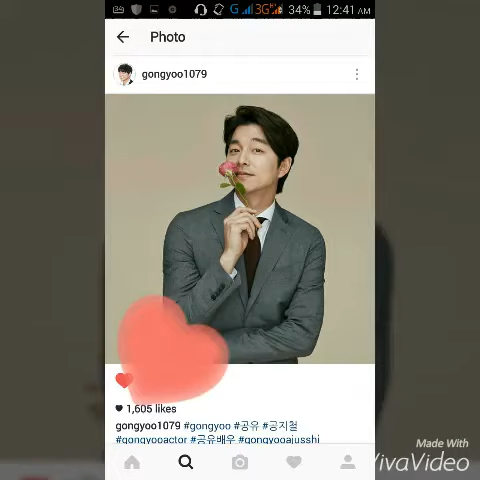 G 3G 34% 12:41 AM
Photo
gongyoo1079
1,605 likes
gongyoo1079 #gongyoo #공유 #공지철
#gongyooactor #공유배우 #gongyooajusshi
Made With
VivaVideo